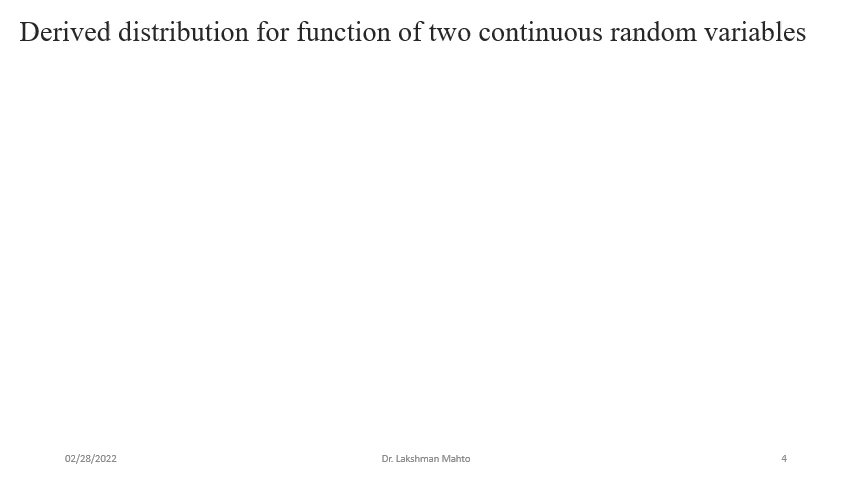 Derived distribution for function of two continuous random variables
02/28/2022
Dr. Lakshman Mahto
4